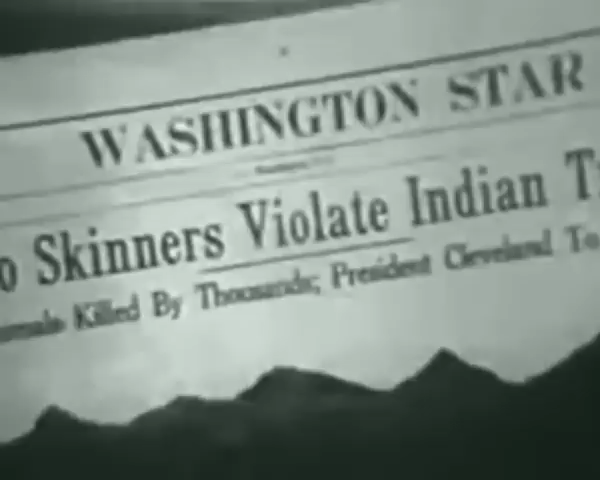 WASHINGTON STAR
o Skinners Violate Indian T
Killed By Thousands; President Cleveland To